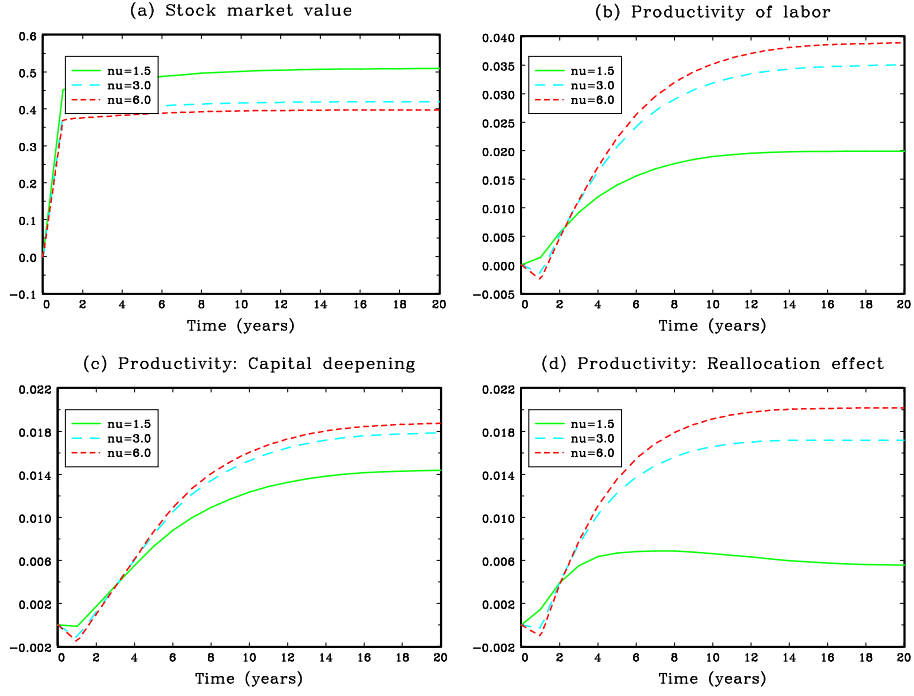 (a) Stock market value
0.6
0.5
0.4
0.3
0.2
0.1
0.0
−0.1
nu=1.5
nu=3.0
nu=6.0
0 2 4 6 8 10 12 14 16 18 20
Time (years)
(b) Productivity of labor
0.040
0.035
0.030
0.025
0.020
0.015
0.010
0.005
0.000
−0.005
nu=1.5
nu=3.0
nu=6.0
0 2 4 6 8 10 12 14 16 18 20
Time (years)
(c) Productivity: Capital deepening
0.022
0.018
0.014
0.010
0.006
0.002
−0.002
nu=1.5
nu=3.0
nu=6.0
0 2 4 6 8 10 12 14 16 18 20
Time (years)
(d) Productivity: Reallocation effect
0.022
0.018
0.014
0.010
0.006
0.002
−0.002
nu=1.5
nu=3.0
nu=6.0
0 2 4 6 8 10 12 14 16 18 20
Time (years)